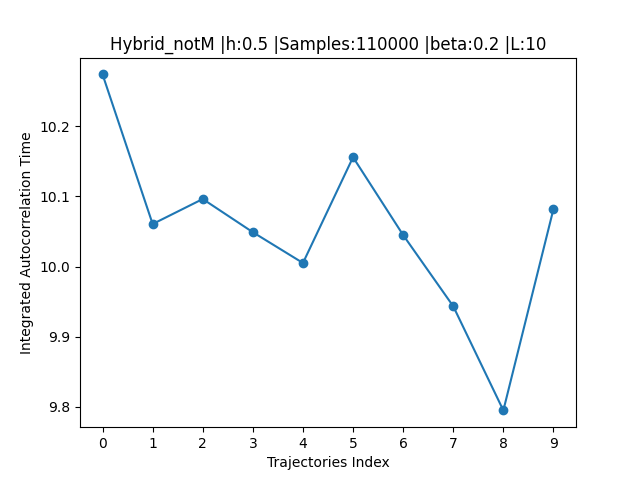 Hybrid_notM |h:0.5 |Samples:110000 |beta:0.2 |L:10
Integrated Autocorrelation Time
10.2
10.1
10.0
9.9
9.8
0 1 2 3 4 5 6 7 8 9
Trajectories Index